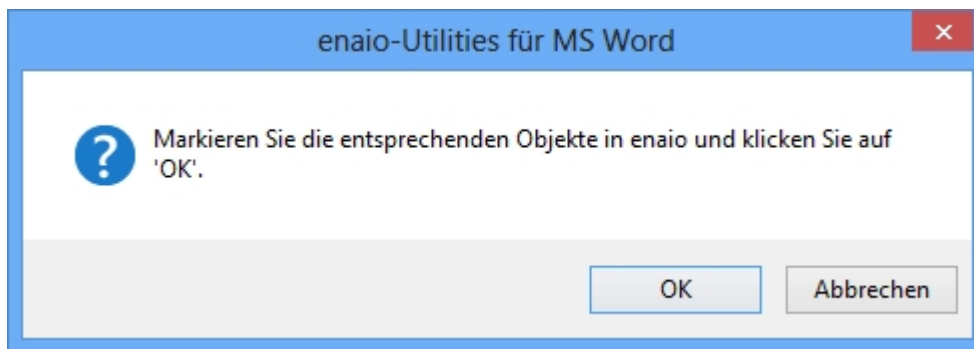 enaio-Utilities für MS Word
Markieren Sie die entsprechenden Objekte in enaio und klicken Sie auf
'OK'.
OK
Abbrechen